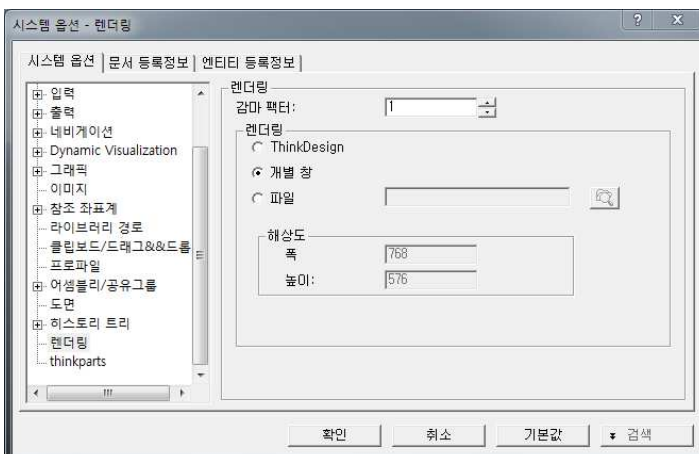 시스템 옵션 - 렌더링
시스템 옵션 문서 등록정보 엔티티 등록정보
입력
출력
네비게이션
Dynamic Visualization
그래픽
이미지
참조 좌표계
라이브러리 경로
클립보드/드래그&&드롭
프로파일
어셈블리/공유그룹
도면
히스토리 트리
렌더링
thinkparts
렌더링
감마 팩터:
1
렌더링
ThinkDesign
개별 창
파일
해상도
폭
768
높이:
576
확인
취소
기본값
검색